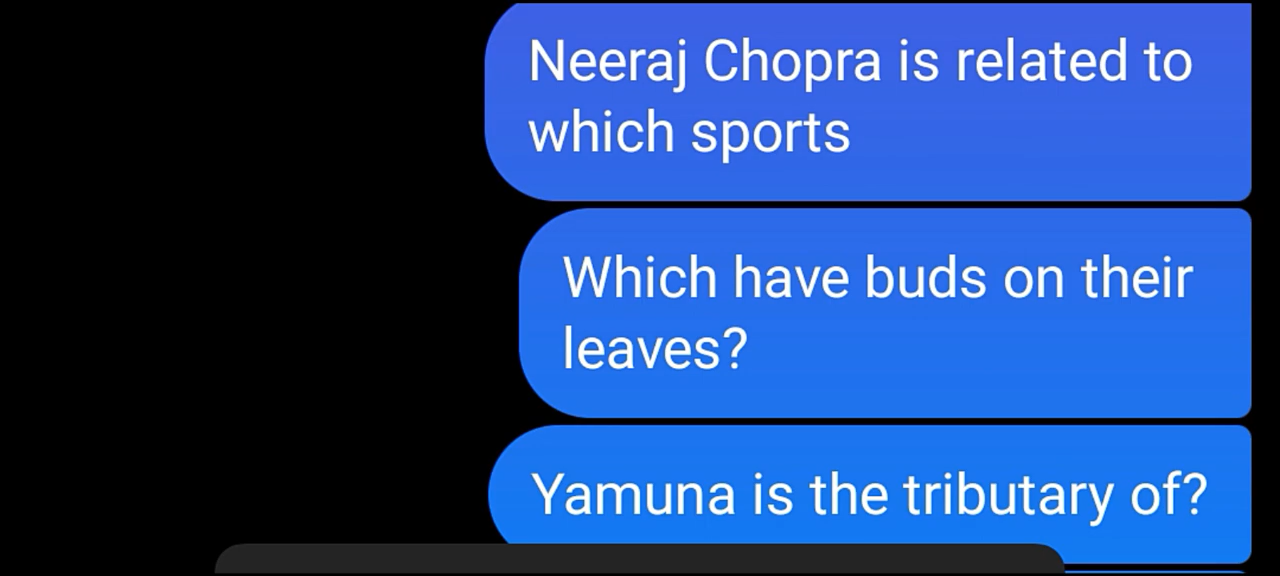 Neeraj Chopra is related to
which sports
Which have buds on their
leaves?
Yamuna is the tributary of?